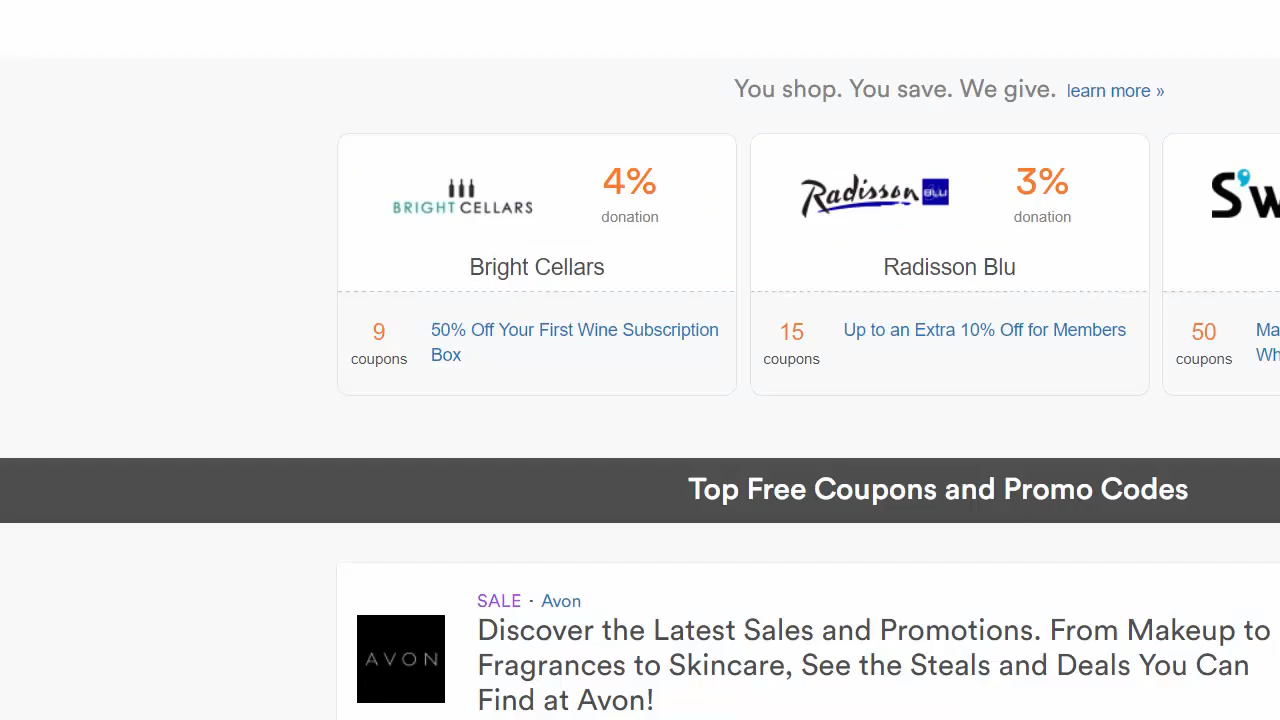 You shop. You save. We give. learn more »
BRIGHT CELLARS
4%
donation
Bright Cellars
9
coupons
50% Off Your First Wine Subscription
Box
Radisson BLU
3%
donation
Radisson Blu
15
coupons
Up to an Extra 10% Off for Members
S'w
50
coupons
Ma
Wh
Top Free Coupons and Promo Codes
AVON
SALE · Avon
Discover the Latest Sales and Promotions. From Makeup to
Fragrances to Skincare, See the Steals and Deals You Can
Find at Avon!